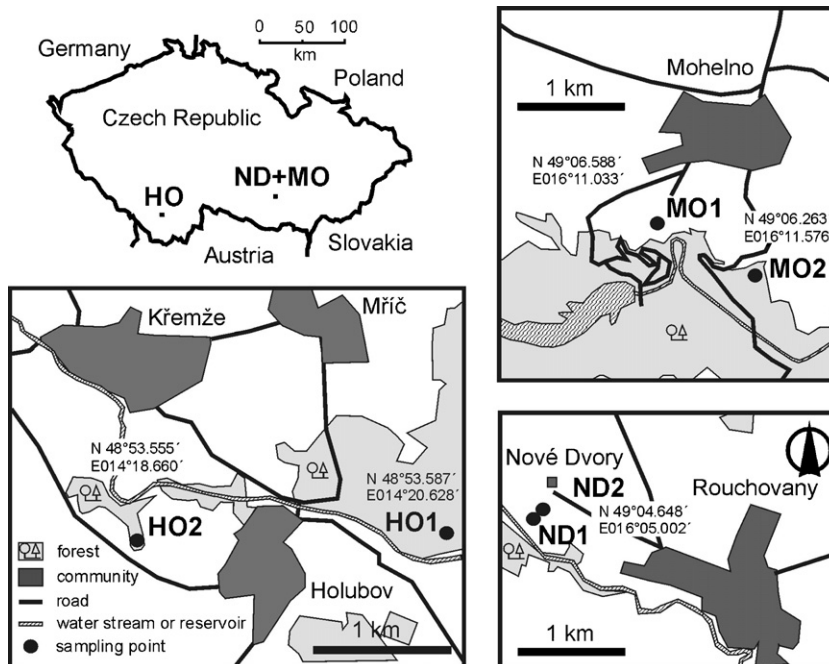 0 50 100
km
Germany
Poland
Czech Republic
HO
ND+MO
Austria
Slovakia
Mohelno
1 km
N 49°06.588´
E016°11.033´
MO1
N 49°06.263
E016°11.576
MO2
Křemže
Mříč
N 48°53.555´
E014°18.660´
N 48°53.587´
E014°20.628´
HO2
HO1
Holubov
1 km
forest
community
road
water stream or reservoir
sampling point
Nové Dvory
ND2
Rouchovany
N 49°04.648´
E016°05.002´
ND1
1 km